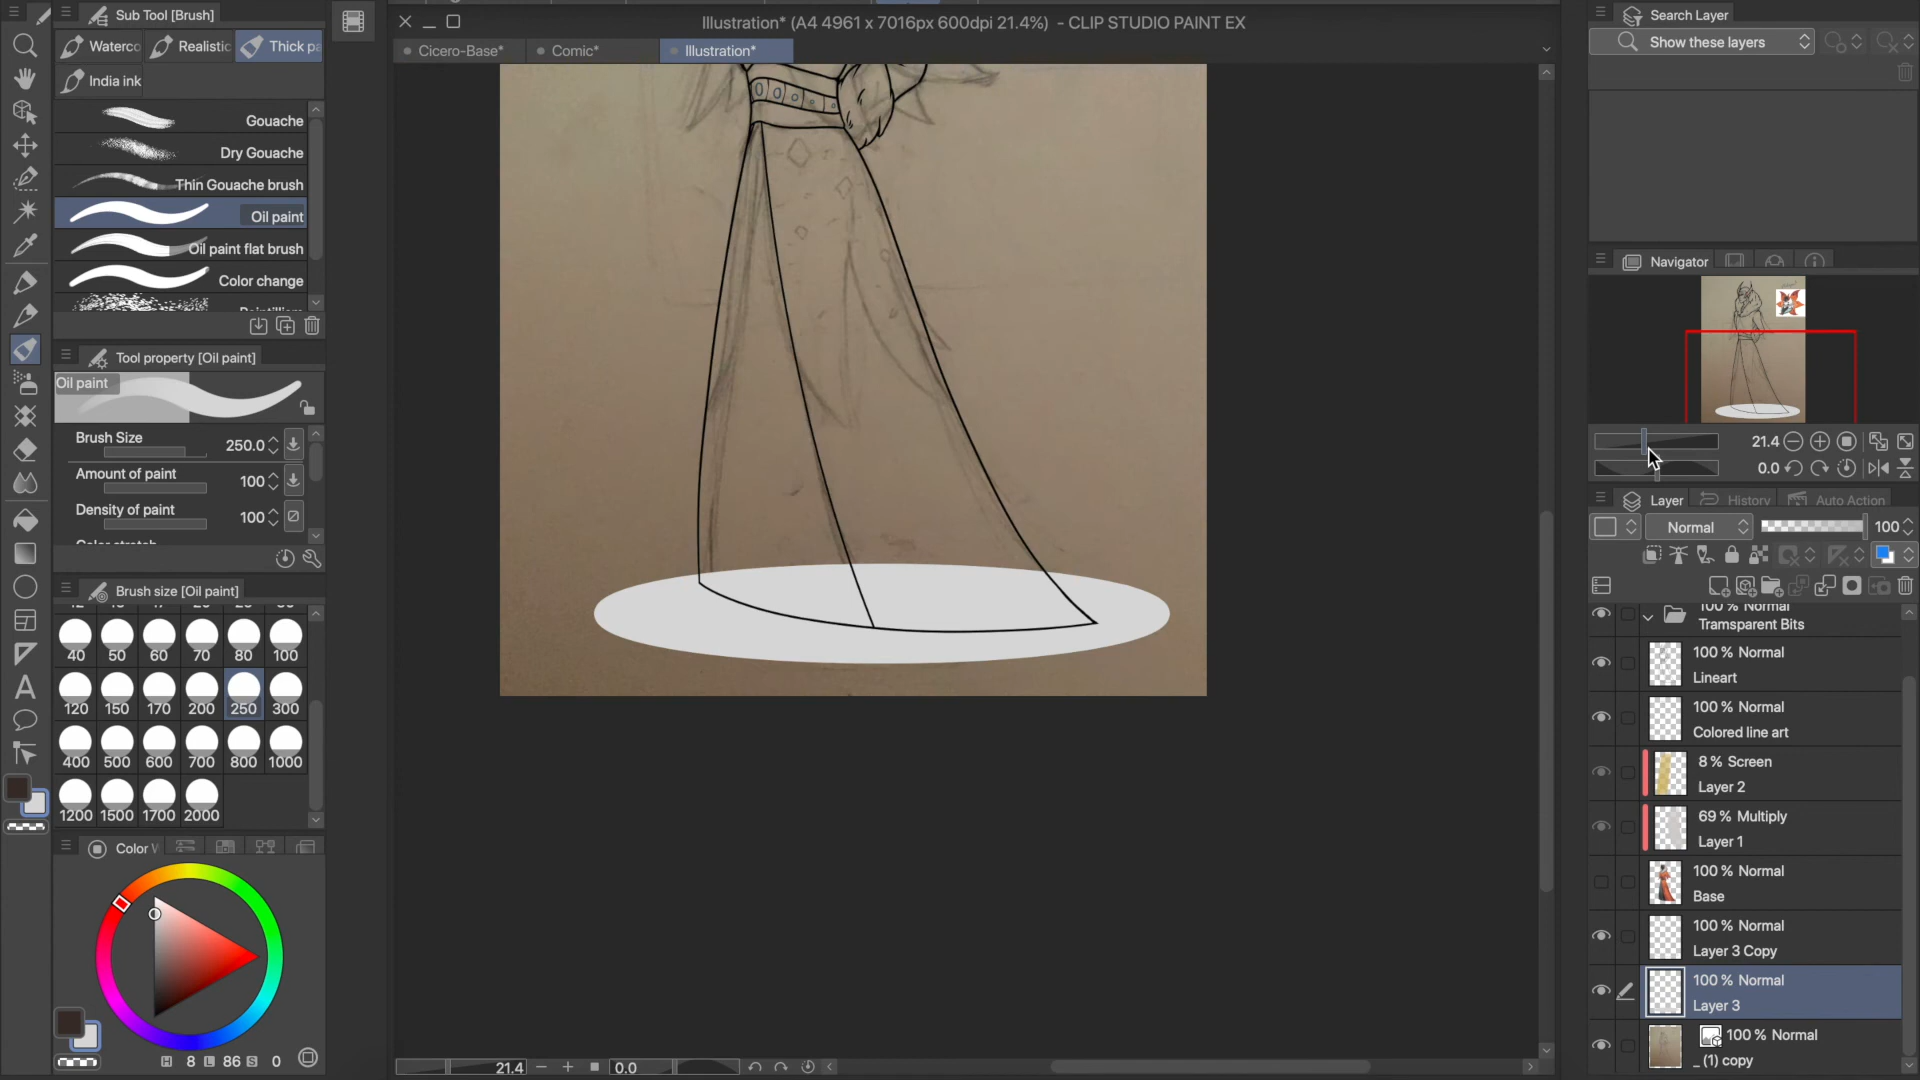 Sub Tool [Brush]
Illustration* (A4 4961 x 7016px 600dpi 21.4%) - CLIP STUDIO PAINT EX
Search Layer
Waterco
Realistic
Thick pa
Cicero-Base*
Comic*
Illustration*
Show these layers
India ink
Gouache
Dry Gouache
Thin Gouache brush
Oil paint
Oil paint flat brush
Color change
Navigator
Tool property [Oil paint]
Oil paint
Brush Size
250.0
21.4
Amount of paint
100
0.0
Density of paint
100
Layer
History
Auto Action
Normal
100
Brush size [Oil paint]
100 % Normal
Transparent Bits
40 50 60 70 80 100
100 % Normal
Lineart
120 150 170 200 250 300
100 % Normal
Colored line art
400 500 600 700 800 1000
8 % Screen
Layer 2
1200 1500 1700 2000
69 % Multiply
Layer 1
Color W
100 % Normal
Base
100 % Normal
Layer 3 Copy
100 % Normal
Layer 3
100 % Normal
_ (1) copy
H 8 L 86 S 0
21.4
0.0